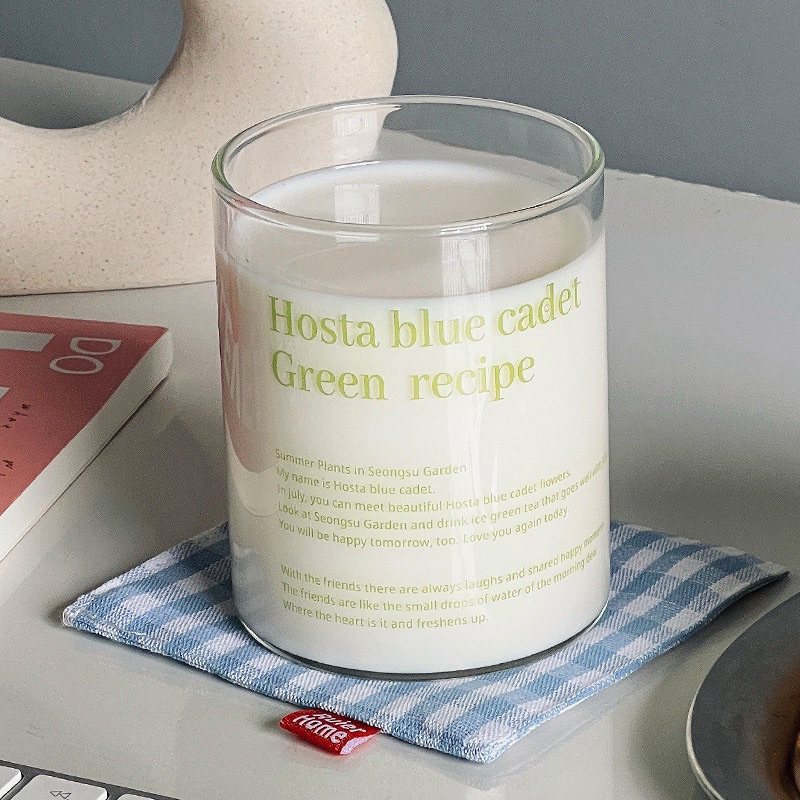 Hosta blue cadet
Green recipe
Summer Plants in Seongsu Garden
My name is Hosta blue cadet.
In july, you can meet beautiful Hosta blue cadet flowers.
Look at Seongsu Garden and drink ice green tea that goes well with
You will be happy tomorrow, too. Love you again today.
With the friends there are always laughs and shared happy
The friends are like the small drops of water of the morning dew
Where the heart is it and freshens up.
DO
Home